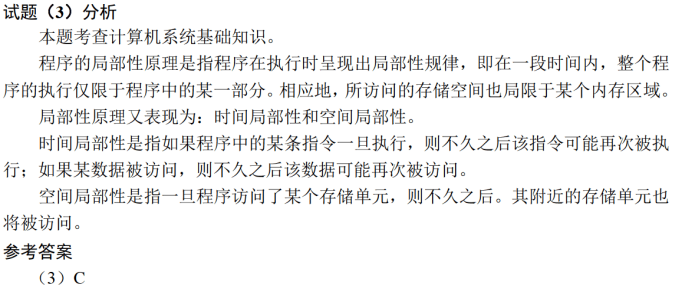 试题（3）分析
本题考查计算机系统基础知识。
程序的局部性原理是指程序在执行时呈现出局部性规律，即在一段时间内，整个程
序的执行仅限于程序中的某一部分。相应地，所访问的存储空间也局限于某个内存区域。
局部性原理又表现为：时间局部性和空间局部性。
时间局部性是指如果程序中的某条指令一旦执行，则不久之后该指令可能再次被执
行；如果某数据被访问，则不久之后该数据可能再次被访问。
空间局部性是指一旦程序访问了某个存储单元，则不久之后。其附近的存储单元也
将被访问。
参考答案
（3）C